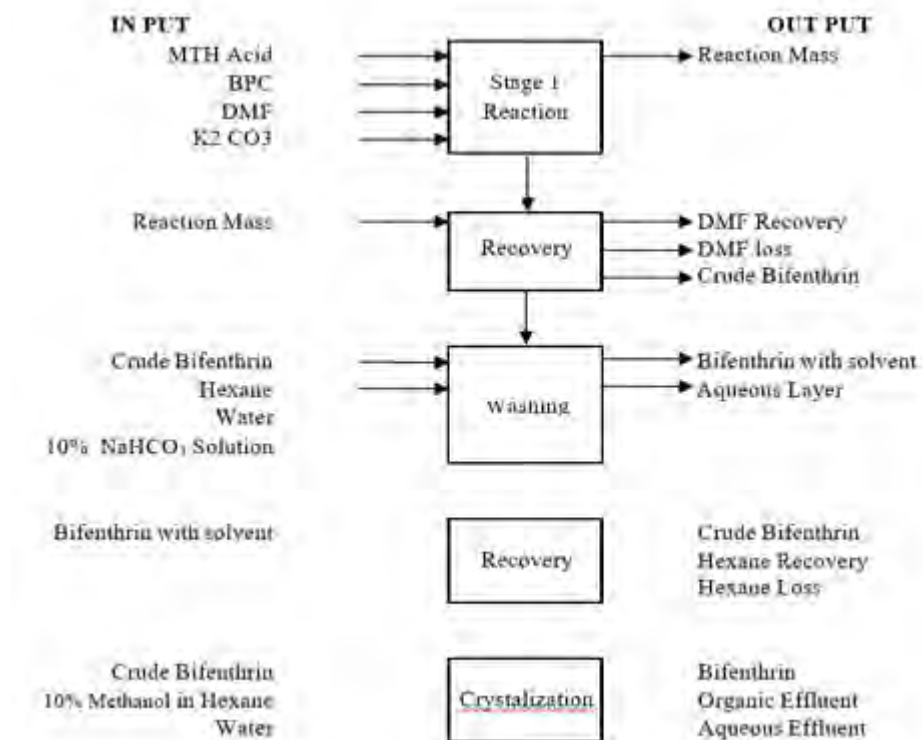 IN PUT OUT PUT
MTH Acid Reaction Mass
BPC Stage 1
DMF Reaction
K2 CO3
Reaction Mass DMF Recovery
Recovery DMF loss
Crude Bifenthrin
Crude Bifenthrin Bifenthrin with solvent
Hexane Aqueous Layer
Water Washing
10% NaHCO3 Solution
Bifenthrin with solvent Crude Bifenthrin
Recovery Hexane Recovery
Hexane Loss
Crude Bifenthrin Bifenthrin
10% Methanol in Hexane Crystalization Organic Effluent
Water Aqueous Effluent